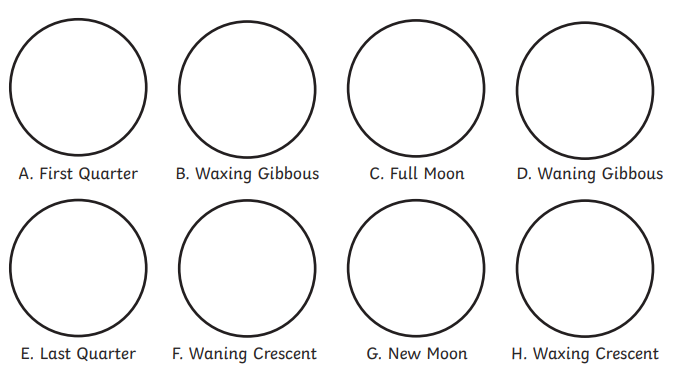 A. First Quarter
B. Waxing Gibbous
C. Full Moon
D. Waning Gibbous
E. Last Quarter
F. Waning Crescent
G. New Moon
H. Waxing Crescent